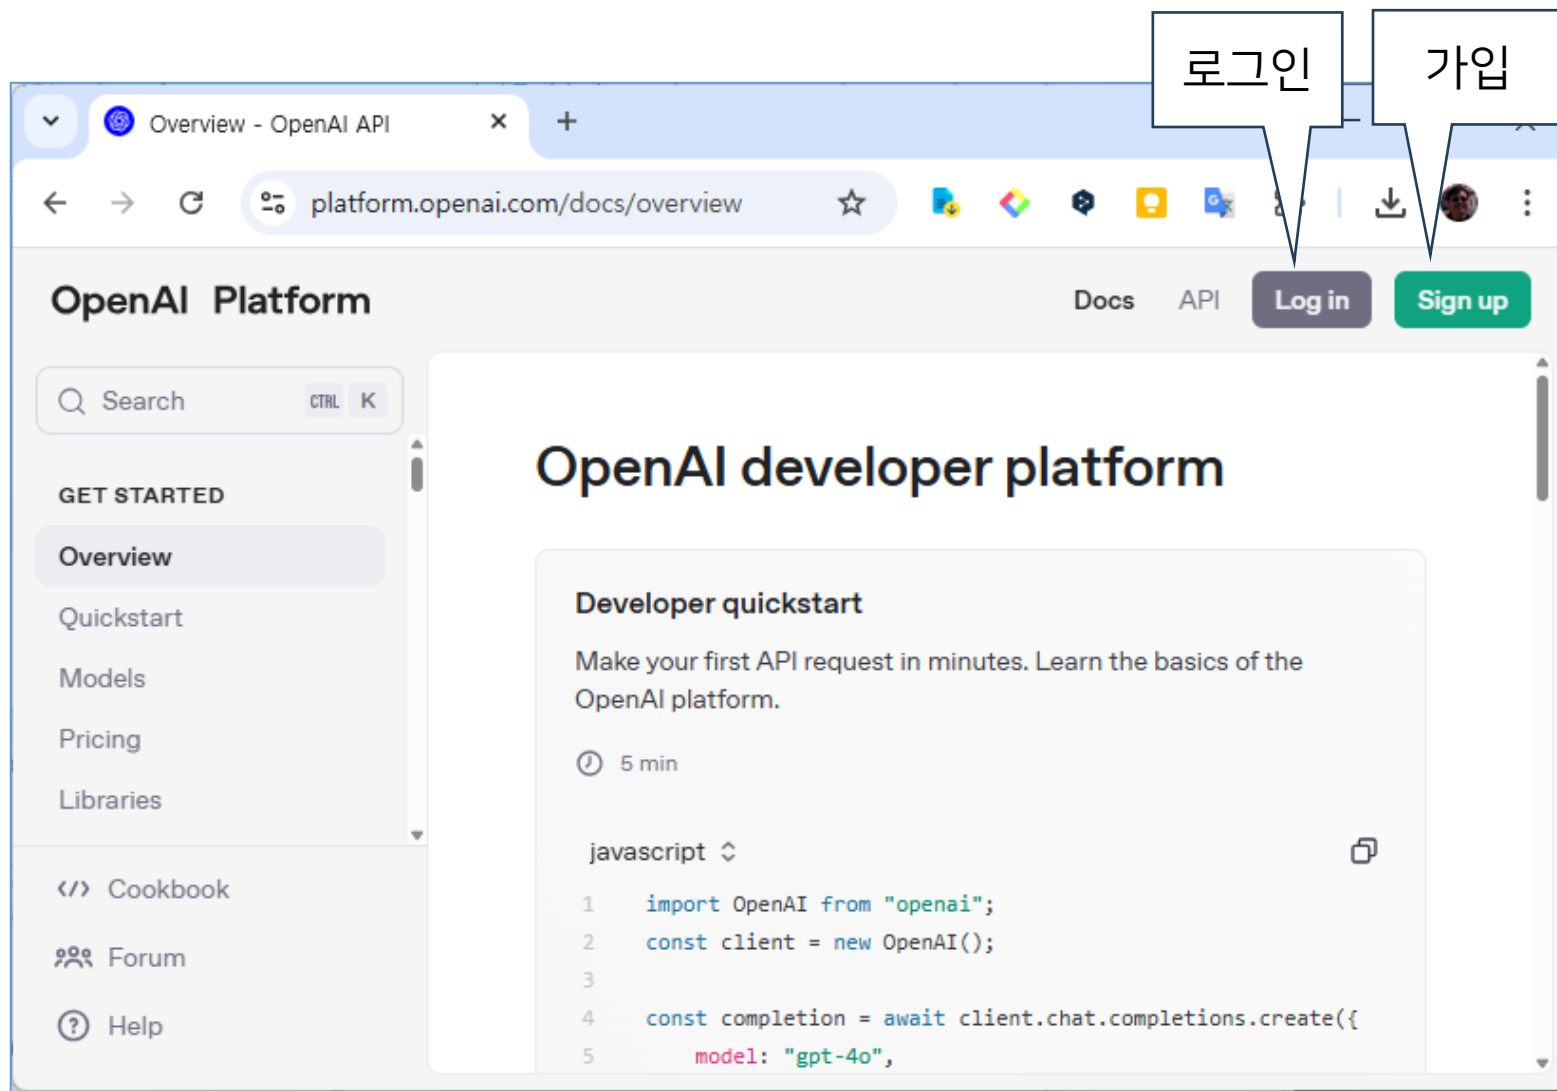 로그인
가입
Overview - OpenAI API
platform.openai.com/docs/overview
OpenAI Platform
Docs
API
Log in
Sign up
Search
CTRL K
GET STARTED
Overview
Quickstart
Models
Pricing
Libraries
Cookbook
Forum
Help
OpenAI developer platform
Developer quickstart
Make your first API request in minutes. Learn the basics of the
OpenAI platform.
5 min
javascript
1 import OpenAI from "openai";
2 const client = new OpenAI();
3
4 const completion = await client.chat.completions.create({
5 model: "gpt-4o",